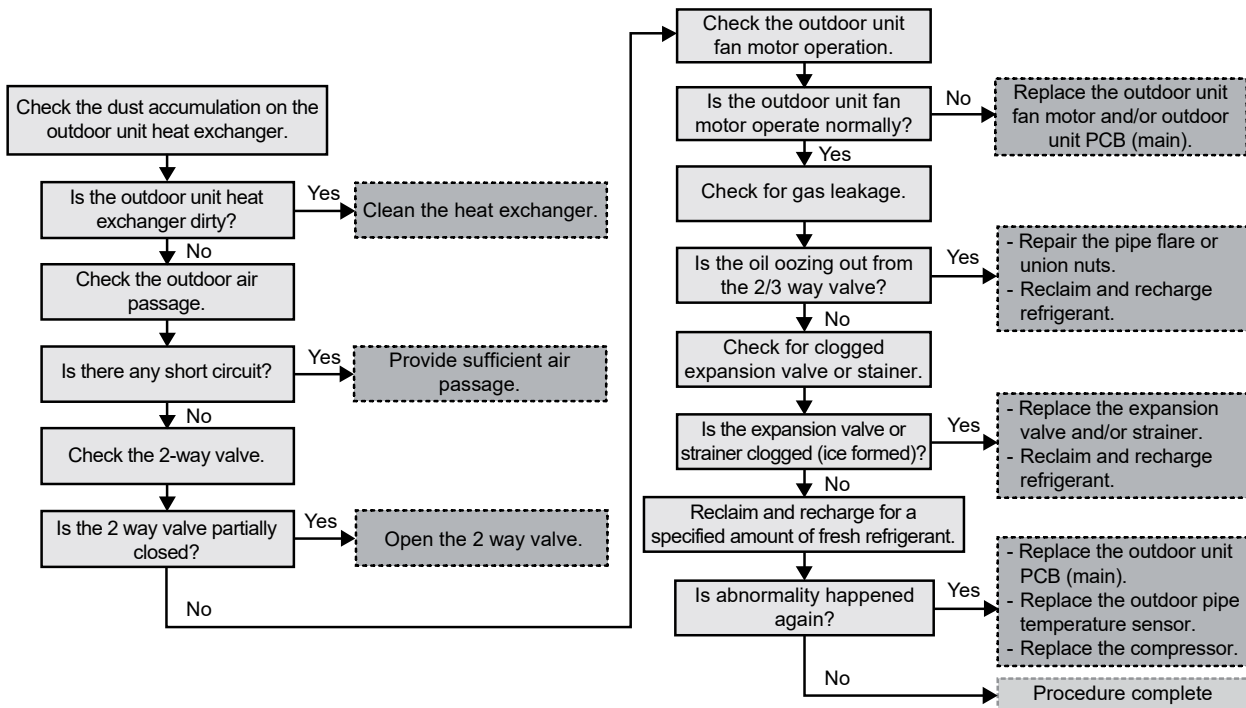 Check the dust accumulation on the
outdoor unit heat exchanger.
Is the outdoor unit heat
exchanger dirty?
Yes
Clean the heat exchanger.
No
Check the outdoor air
passage.
Is there any short circuit?
Yes
Provide sufficient air
passage.
No
Check the 2-way valve.
Is the 2 way valve partially
closed?
Yes
Open the 2 way valve.
No
Check the outdoor unit
fan motor operation.
Is the outdoor unit fan
motor operate normally?
No
Replace the outdoor unit
fan motor and/or outdoor
unit PCB (main).
Yes
Check for gas leakage.
Is the oil oozing out from
the 2/3 way valve?
Yes
- Repair the pipe flare or
union nuts.
- Reclaim and recharge
refrigerant.
No
Check for clogged
expansion valve or stainer.
Is the expansion valve or
strainer clogged (ice formed)?
Yes
- Replace the expansion
valve and/or strainer.
- Reclaim and recharge
refrigerant.
No
Reclaim and recharge for a
specified amount of fresh refrigerant.
Is abnormality happened
again?
Yes
- Replace the outdoor unit
PCB (main).
- Replace the outdoor pipe
temperature sensor.
- Replace the compressor.
No
Procedure complete